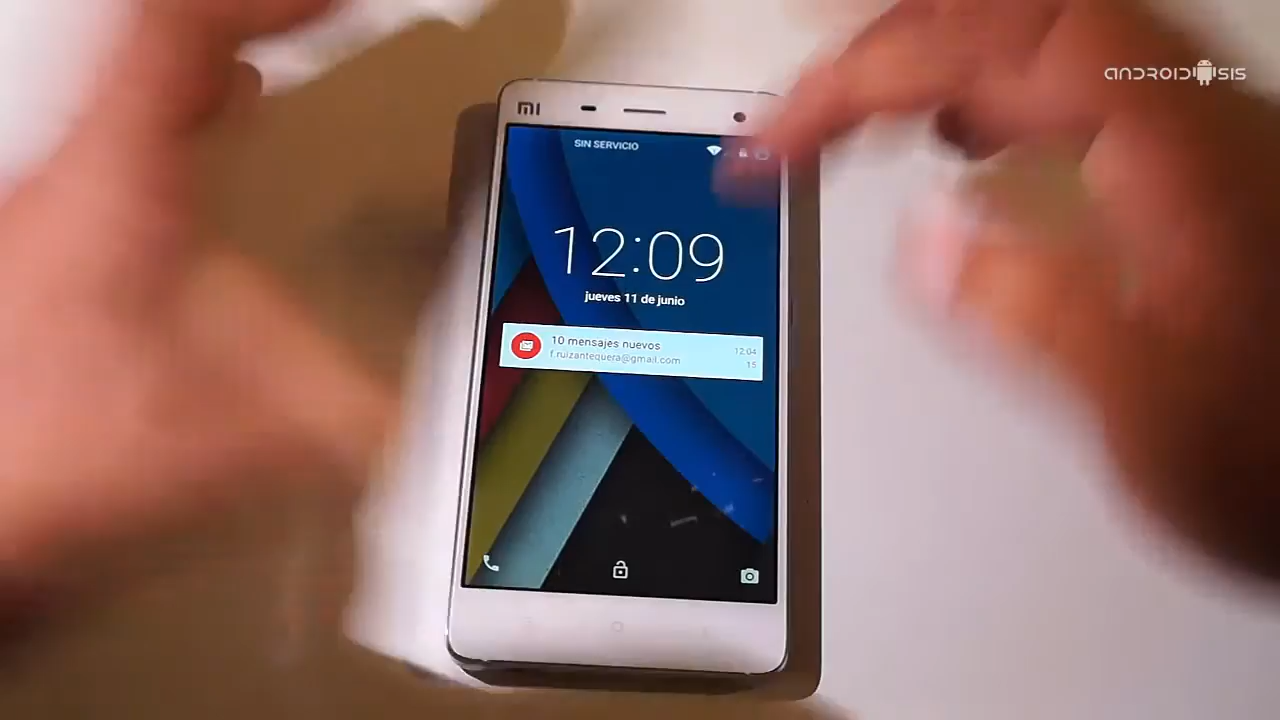 ANDROIDSIS
MI
SIN SERVICIO
12:09
jueves 11 de junio
10 mensajes nuevos
12:04
f.ruizantequera@gmail.com
15